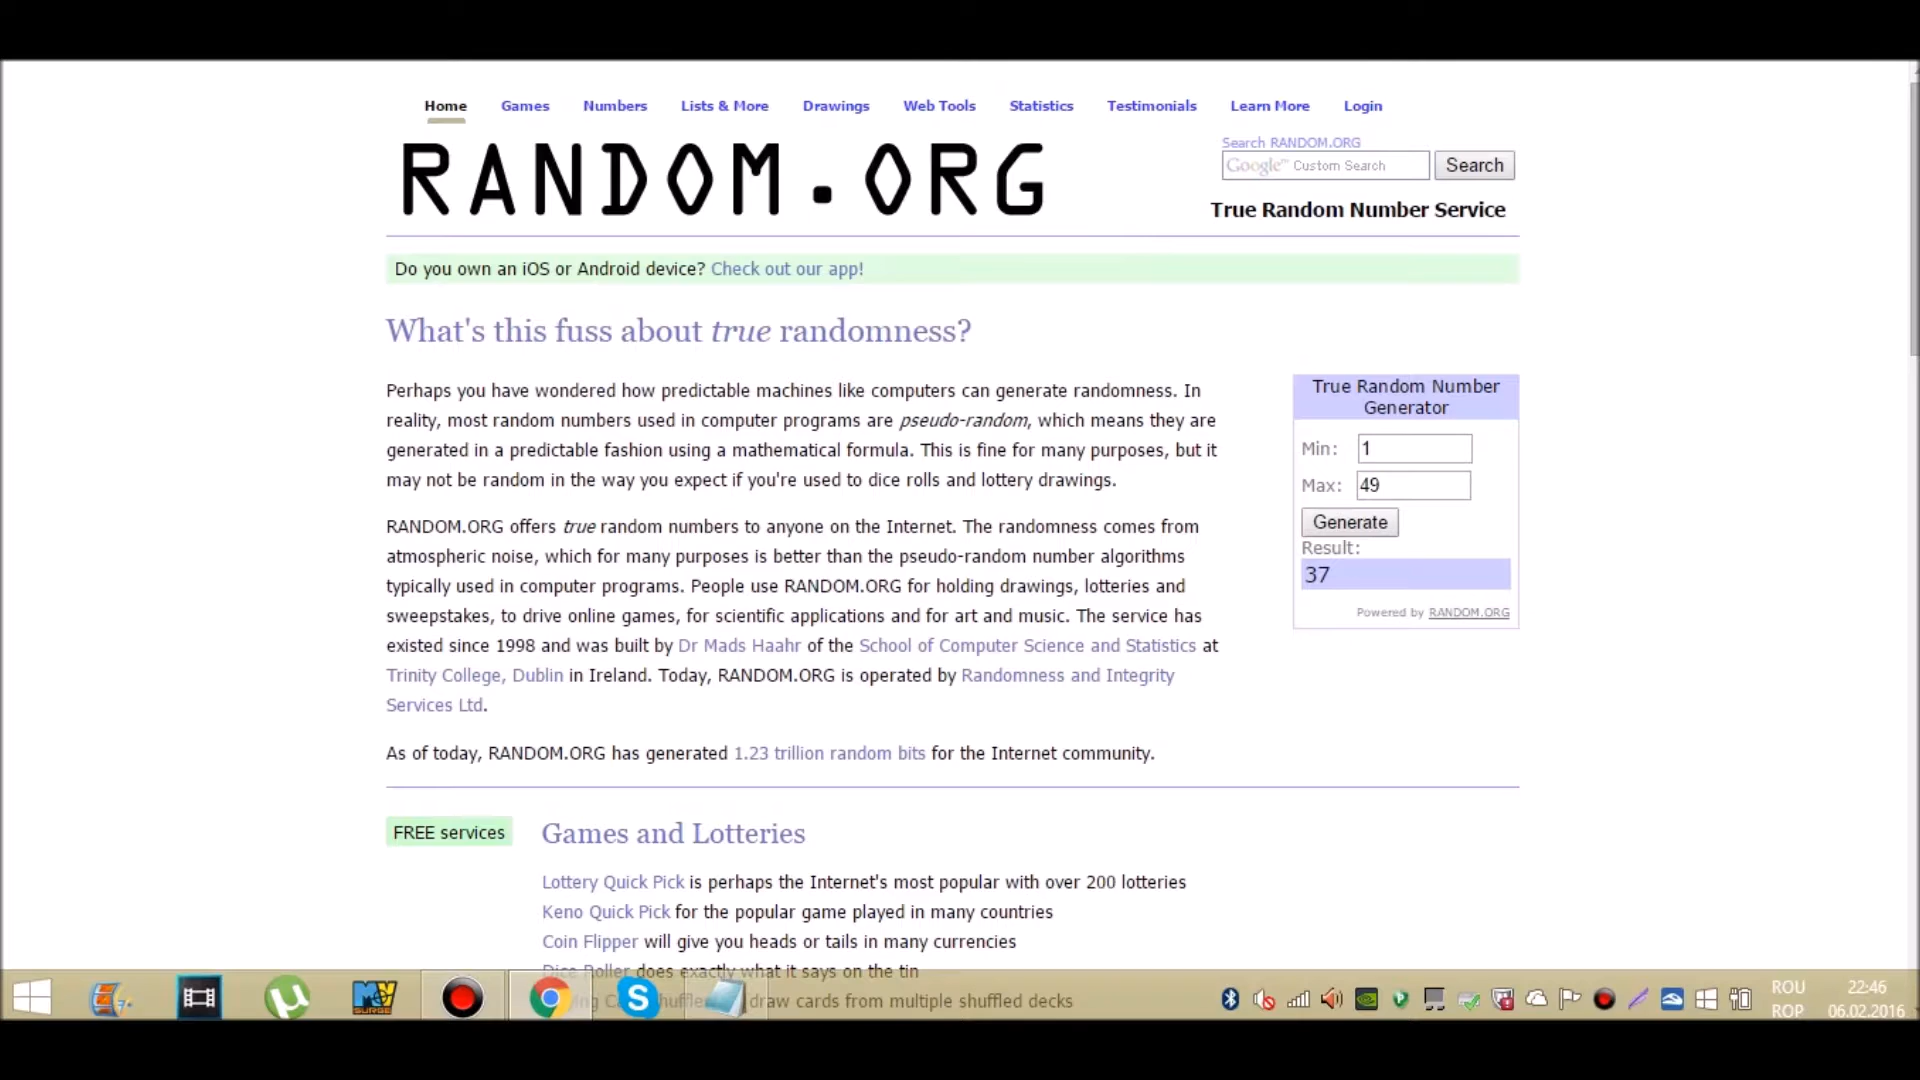 Home Games Numbers Lists & More Drawings Web Tools Statistics Testimonials Learn More Login
RANDOM.ORG
Search RANDOM.ORG
Google™ Custom Search Search
True Random Number Service
Do you own an iOS or Android device? Check out our app!
What's this fuss about true randomness?
Perhaps you have wondered how predictable machines like computers can generate randomness. In
reality, most random numbers used in computer programs are pseudo-random, which means they are
generated in a predictable fashion using a mathematical formula. This is fine for many purposes, but it
may not be random in the way you expect if you're used to dice rolls and lottery drawings.
RANDOM.ORG offers true random numbers to anyone on the Internet. The randomness comes from
atmospheric noise, which for many purposes is better than the pseudo-random number algorithms
typically used in computer programs. People use RANDOM.ORG for holding drawings, lotteries and
sweepstakes, to drive online games, for scientific applications and for art and music. The service has
existed since 1998 and was built by Dr Mads Haahr of the School of Computer Science and Statistics at
Trinity College, Dublin in Ireland. Today, RANDOM.ORG is operated by Randomness and Integrity
Services Ltd.
As of today, RANDOM.ORG has generated 1.23 trillion random bits for the Internet community.
True Random Number
Generator
Min: 1
Max: 49
Generate
Result:
37
Powered by RANDOM.ORG
FREE services
Games and Lotteries
Lottery Quick Pick is perhaps the Internet's most popular with over 200 lotteries
Keno Quick Pick for the popular game played in many countries
Coin Flipper will give you heads or tails in many currencies
Dice Roller does exactly what it says on the tin
draw cards from multiple shuffled decks
ROU
ROP
22:46
06.02.2016